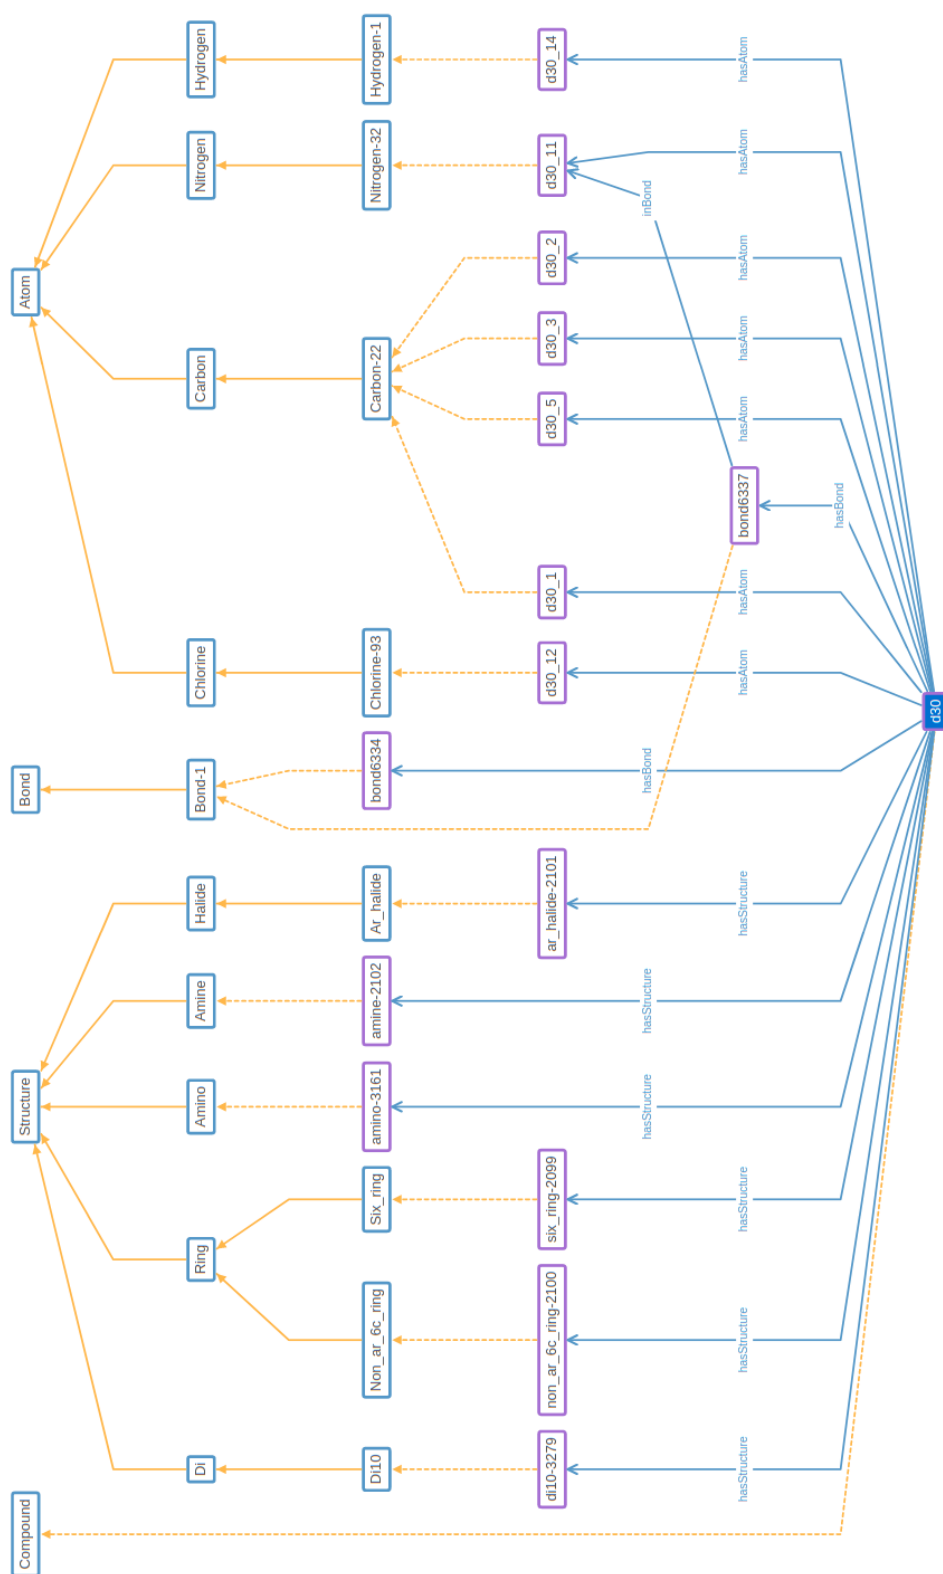 Hydrogen
Hydrogen-1
d30_14
hasAtom
Nitrogen
Nitrogen-32
d30_11
hasAtom
inBond
Atom
d30_2
hasAtom
d30_3
hasAtom
Carbon
Carbon-22
d30_5
hasAtom
bond6337
hasBond
d30_1
hasAtom
Chlorine
Chlorine-93
d30_12
hasAtom
d30
Bond
Bond-1
bond6334
hasBond
Halide
Ar_halide
ar_halide-2101
hasStructure
Amine
amine-2102
hasStructure
Structure
Amino
amino-3161
hasStructure
Six_ring
six_ring-2099
hasStructure
Ring
Non_ar_6c_ring
non_ar_6c_ring-2100
hasStructure
Di
Di10
di10-3279
hasStructure
Compound